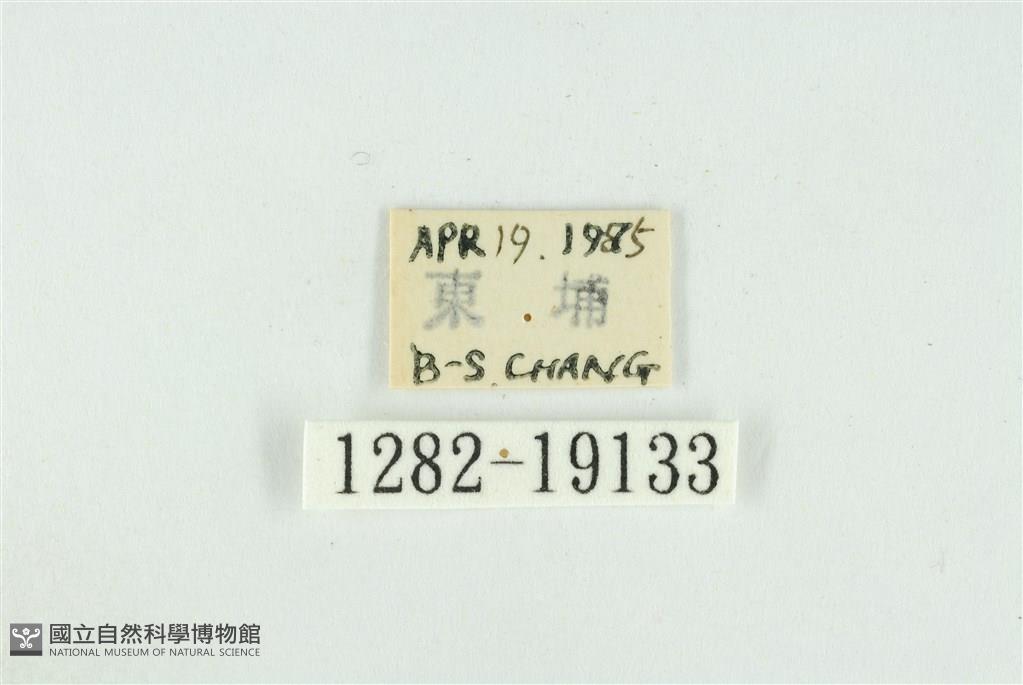 APR 19. 1985
東 埔
B-S. CHANG
1282-19133
國立自然科學博物館
NATIONAL MUSEUM OF NATURAL SCIENCE